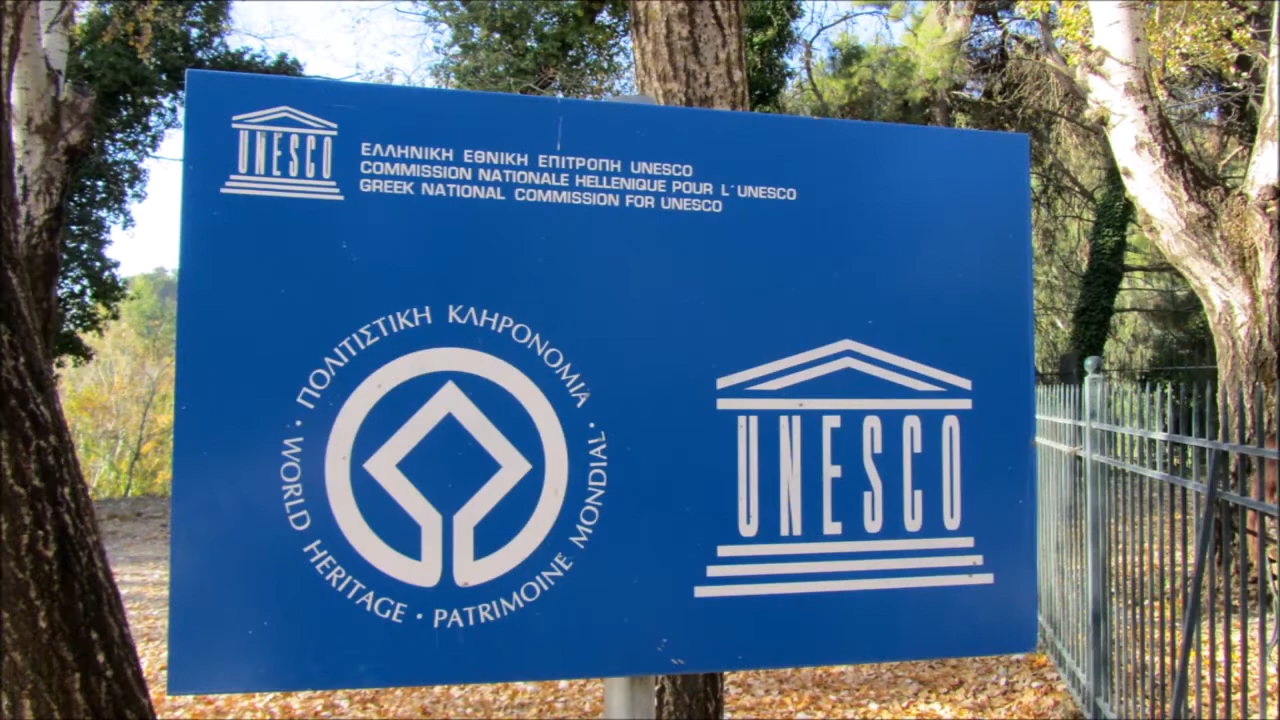 UNESCO
ΕΛΛΗΝΙΚΗ ΕΘΝΙΚΗ ΕΠΙΤΡΟΠΗ UNESCO
COMMISSION NATIONALE HELLENIQUE POUR L´UNESCO
GREEK NATIONAL COMMISSION FOR UNESCO
ΠΟΛΙΤΙΣΤΙΚΗ ΚΛΗΡΟΝΟΜΙΑ · WORLD HERITAGE · PATRIMOINE MONDIAL ·
UNESCO